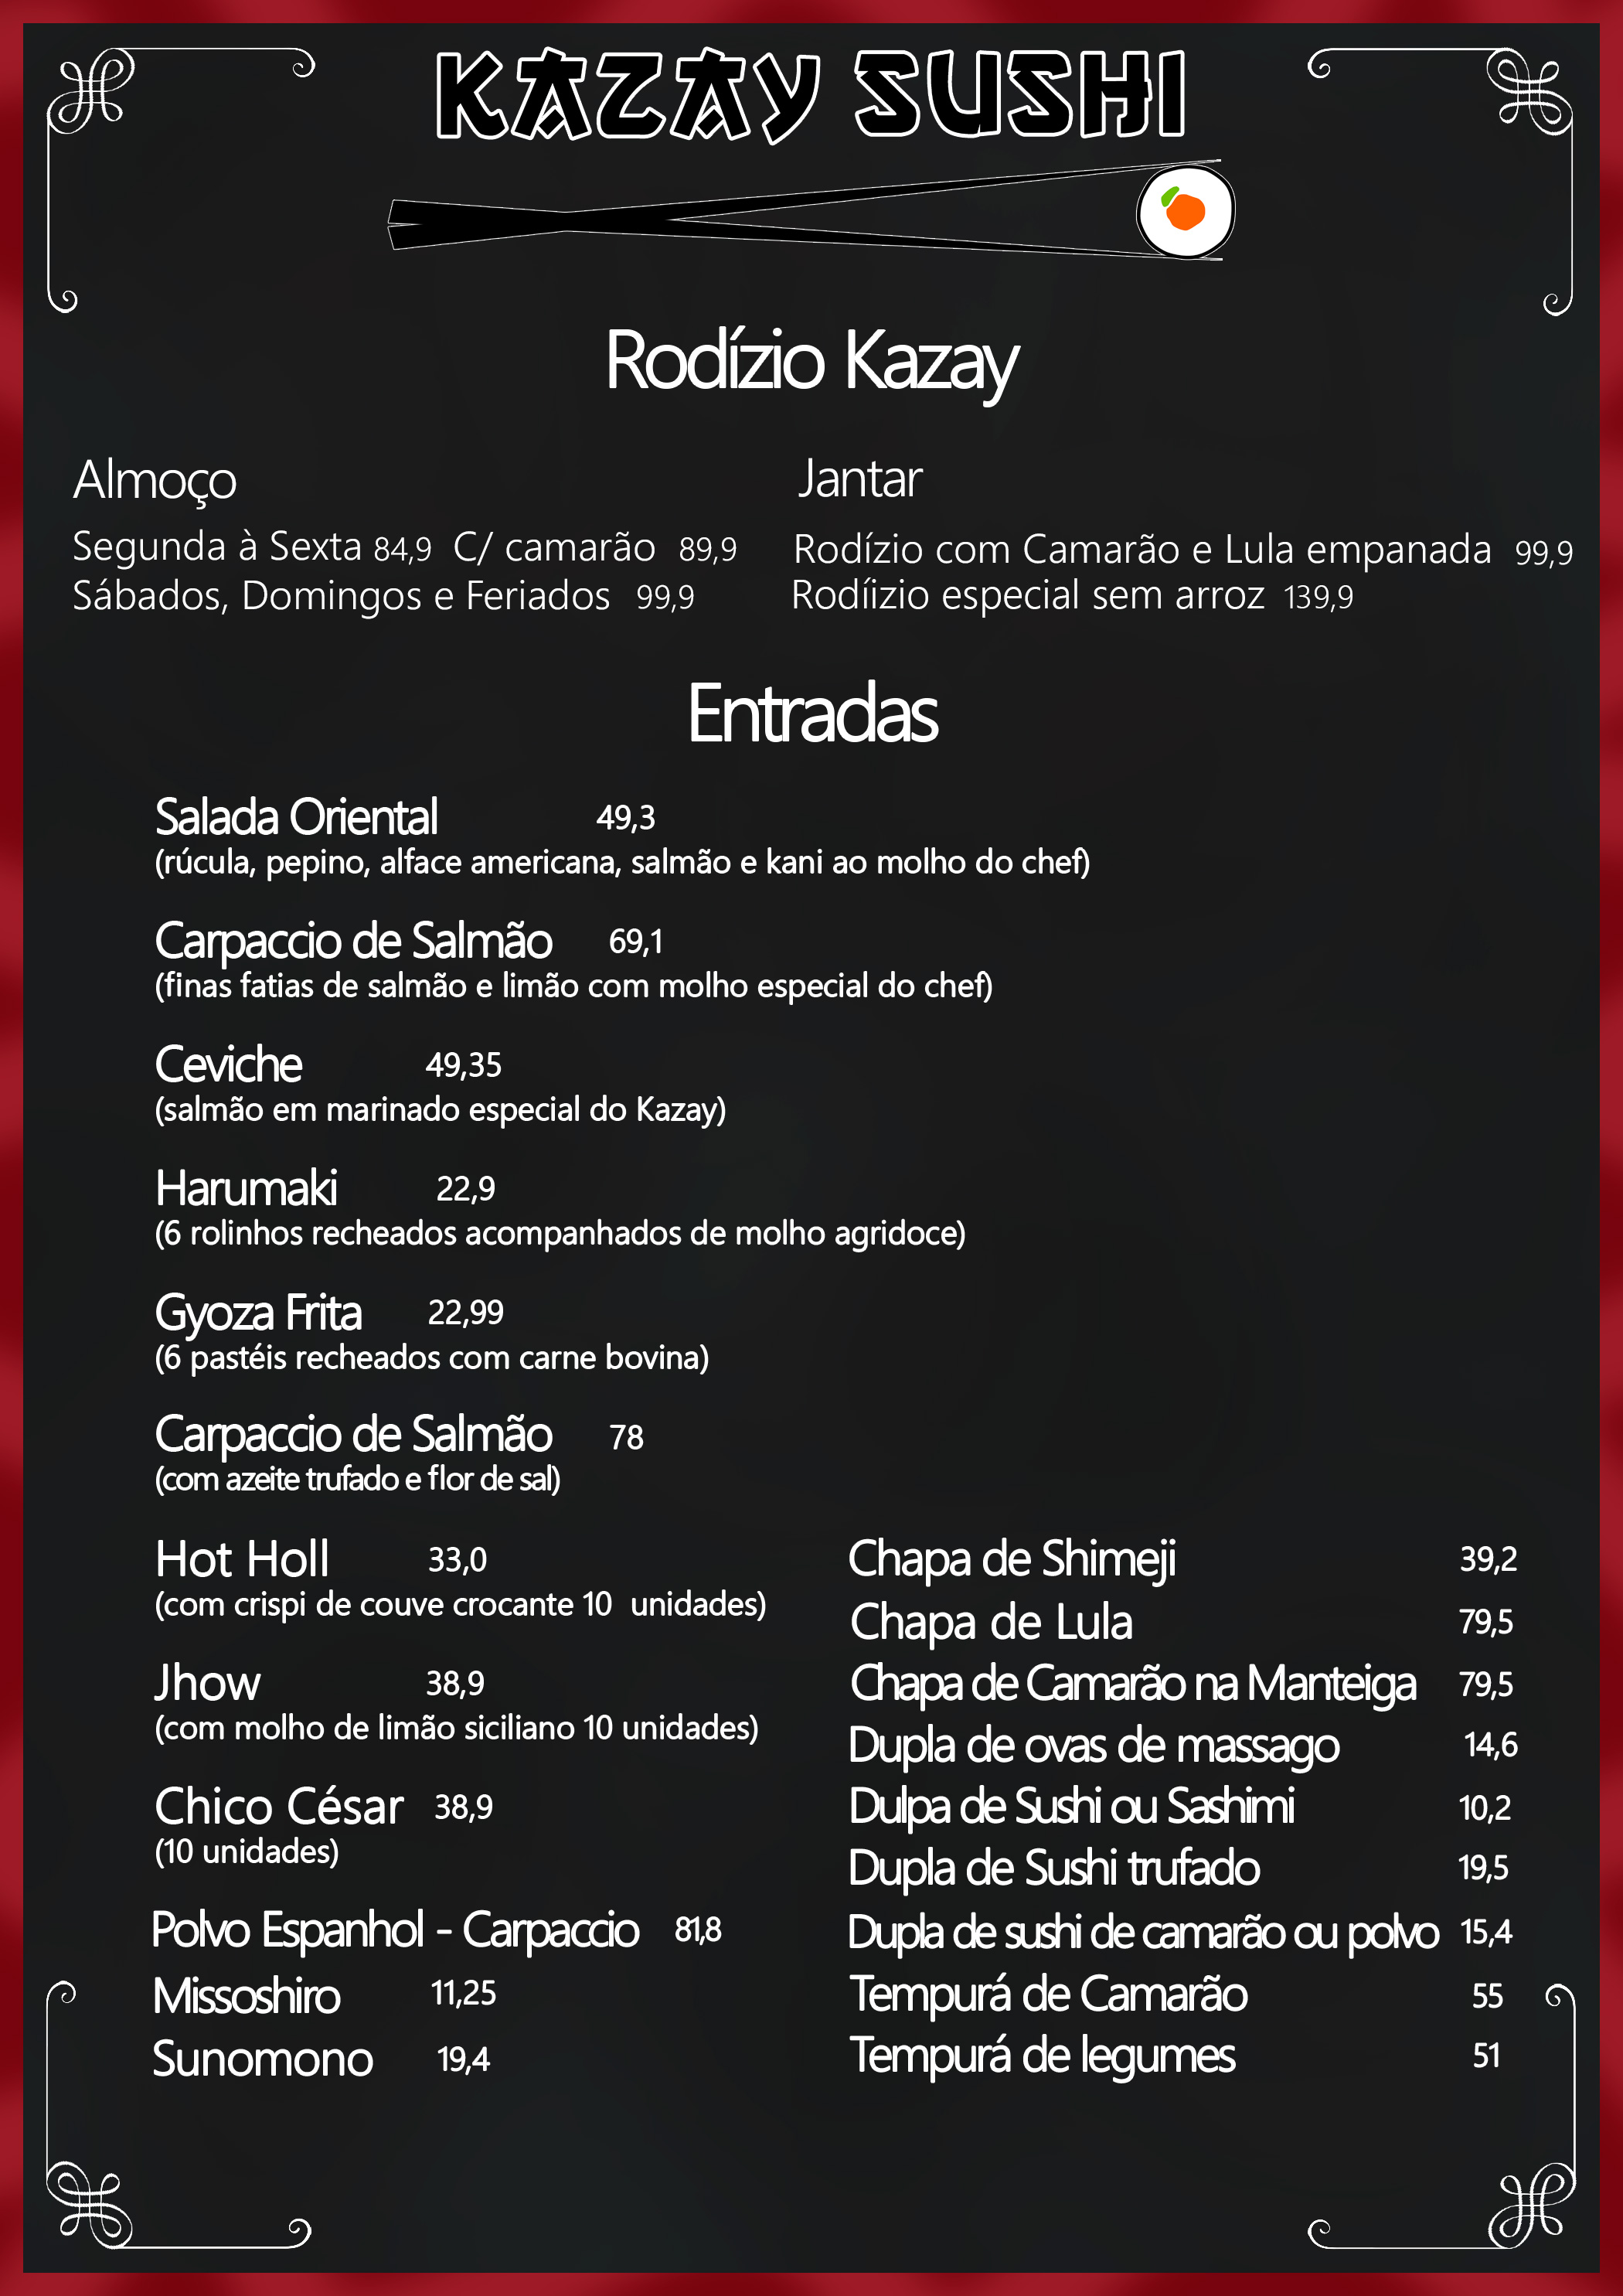 KAZAY SUSHI
Rodízio Kazay
Almoço
Segunda à Sexta 84,9 C/ camarão 89,9
Sábados, Domingos e Feriados 99,9
Jantar
Rodízio com Camarão e Lula empanada 99,9
Rodíizio especial sem arroz 139,9
Entradas
Salada Oriental 49,3
(rúcula, pepino, alface americana, salmão e kani ao molho do chef)
Carpaccio de Salmão 69,1
(finas fatias de salmão e limão com molho especial do chef)
Ceviche 49,35
(salmão em marinado especial do Kazay)
Harumaki 22,9
(6 rolinhos recheados acompanhados de molho agridoce)
Gyoza Frita 22,99
(6 pastéis recheados com carne bovina)
Carpaccio de Salmão 78
(com azeite trufado e flor de sal)
Hot Holl 33,0
(com crispi de couve crocante 10 unidades)
Jhow 38,9
(com molho de limão siciliano 10 unidades)
Chico César 38,9
(10 unidades)
Polvo Espanhol - Carpaccio 81,8
Missoshiro 11,25
Sunomono 19,4
Chapa de Shimeji 39,2
Chapa de Lula 79,5
Chapa de Camarão na Manteiga 79,5
Dupla de ovas de massago 14,6
Dulpa de Sushi ou Sashimi 10,2
Dupla de Sushi trufado 19,5
Dupla de sushi de camarão ou polvo 15,4
Tempurá de Camarão 55
Tempurá de legumes 51